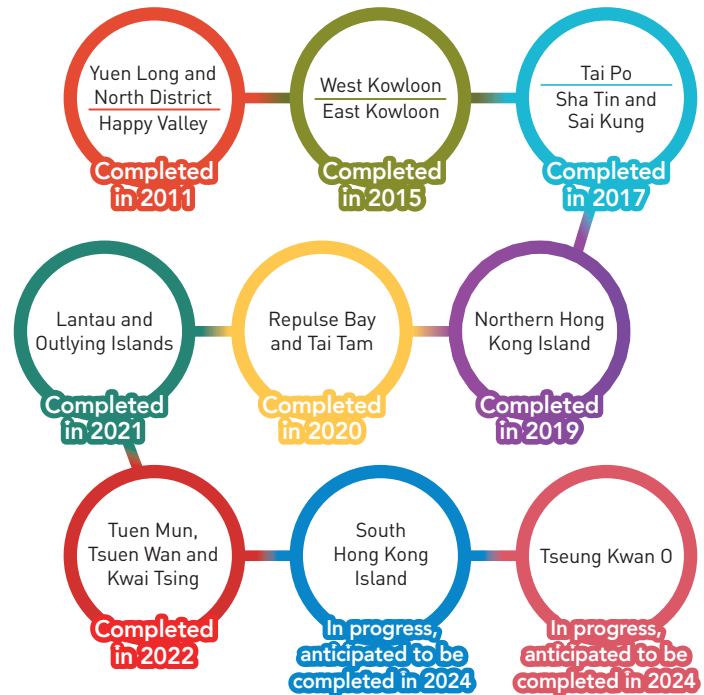 Yuen Long and
North District
Happy Valley
Completed
in 2011
West Kowloon
East Kowloon
Completed
in 2015
Tai Po
Sha Tin and
Sai Kung
Completed
in 2017
Northern Hong
Kong Island
Completed
in 2019
Repulse Bay
and Tai Tam
Completed
in 2020
Lantau and
Outlying Islands
Completed
in 2021
Tuen Mun,
Tsuen Wan and
Kwai Tsing
Completed
in 2022
South
Hong Kong
Island
In progress,
anticipated to be
completed in 2024
Tseung Kwan O
In progress,
anticipated to be
completed in 2024